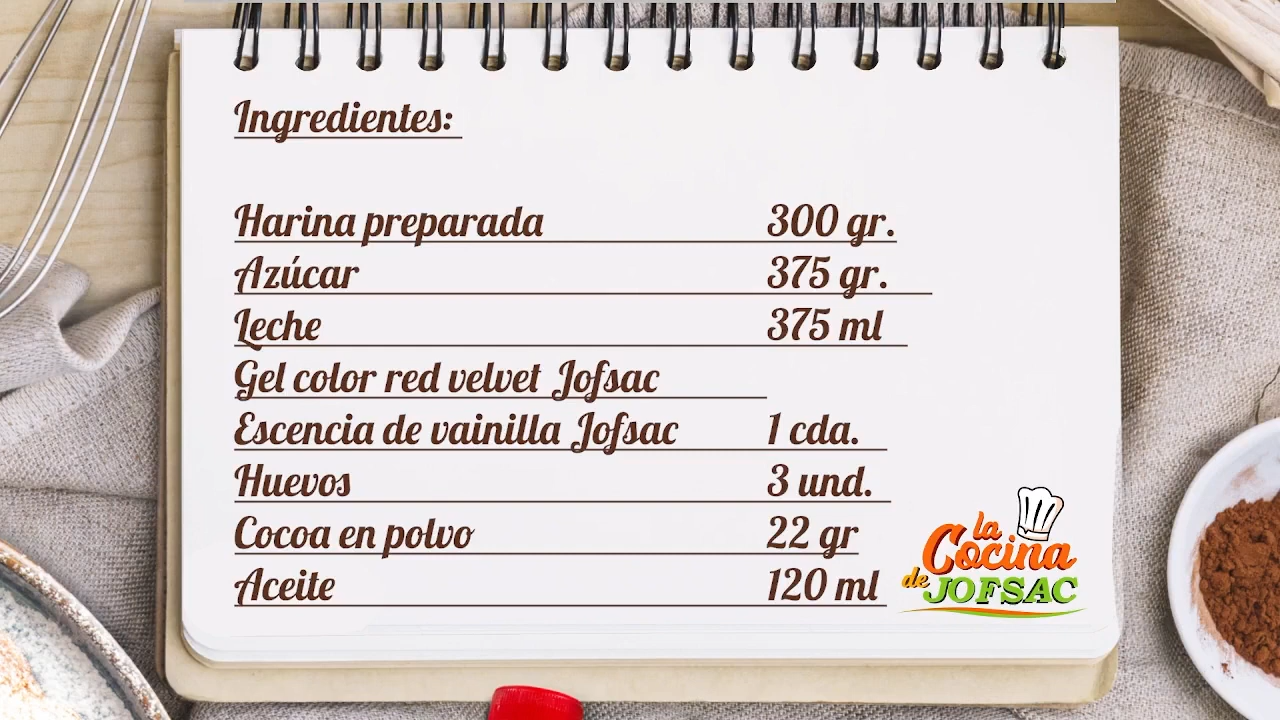 Ingredientes:
Harina preparada 300 gr.
Azúcar 375 gr.
Leche 375 ml
Gel color red velvet Jofsac
Escencia de vainilla Jofsac 1 cda.
Huevos 3 und.
Cocoa en polvo 22 gr
Aceite 120 ml
la
Cocina
de JOFSAC